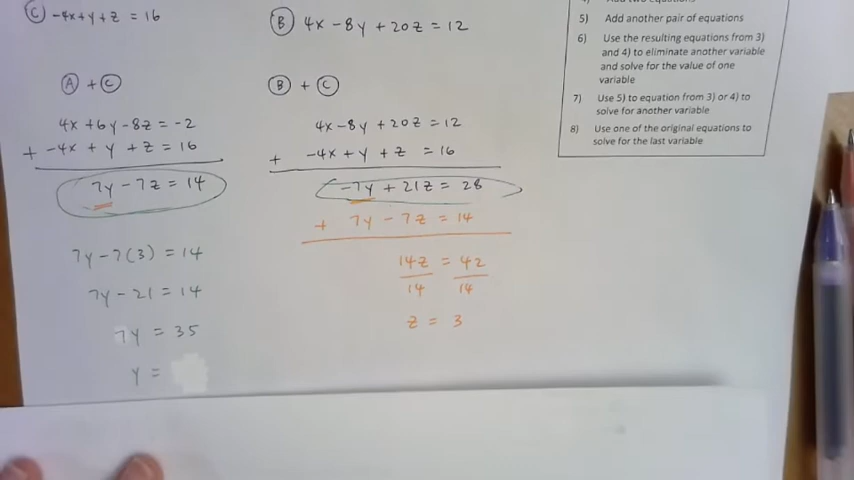 Ⓒ -4x+y+z = 16
Ⓑ 4x -8y +20z = 12
Ⓐ + Ⓒ
4x + 6y - 8z = -2
+ -4x + y + z = 16
7y - 7z = 14
7y - 7(3) = 14
7y - 21 = 14
7y = 35
y =
Ⓑ + Ⓒ
4x - 8y + 20z = 12
+ -4x + y + z = 16
-7y + 21z = 28
+ 7y - 7z = 14
14z = 42
14 14
z = 3
5) Add another pair of equations
6) Use the resulting equations from 3)
and 4) to eliminate another variable
and solve for the value of one
variable
7) Use 5) to equation from 3) or 4) to
solve for another variable
8) Use one of the original equations to
solve for the last variable